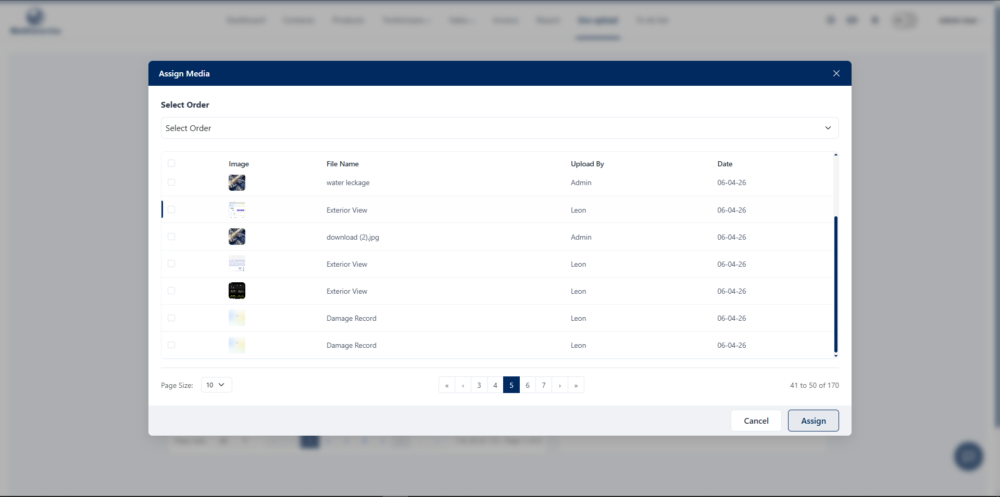 Assign Media
Select Order
Select Order
Image File Name Upload By Date
water leckage Admin 06-04-26
Exterior View Leon 06-04-26
download (2).jpg Admin 06-04-26
Exterior View Leon 06-04-26
Exterior View Leon 06-04-26
Damage Record Leon 06-04-26
Damage Record Leon 06-04-26
Page Size: 10 « ‹ 3 4 5 6 7 › » 41 to 50 of 170
Cancel Assign